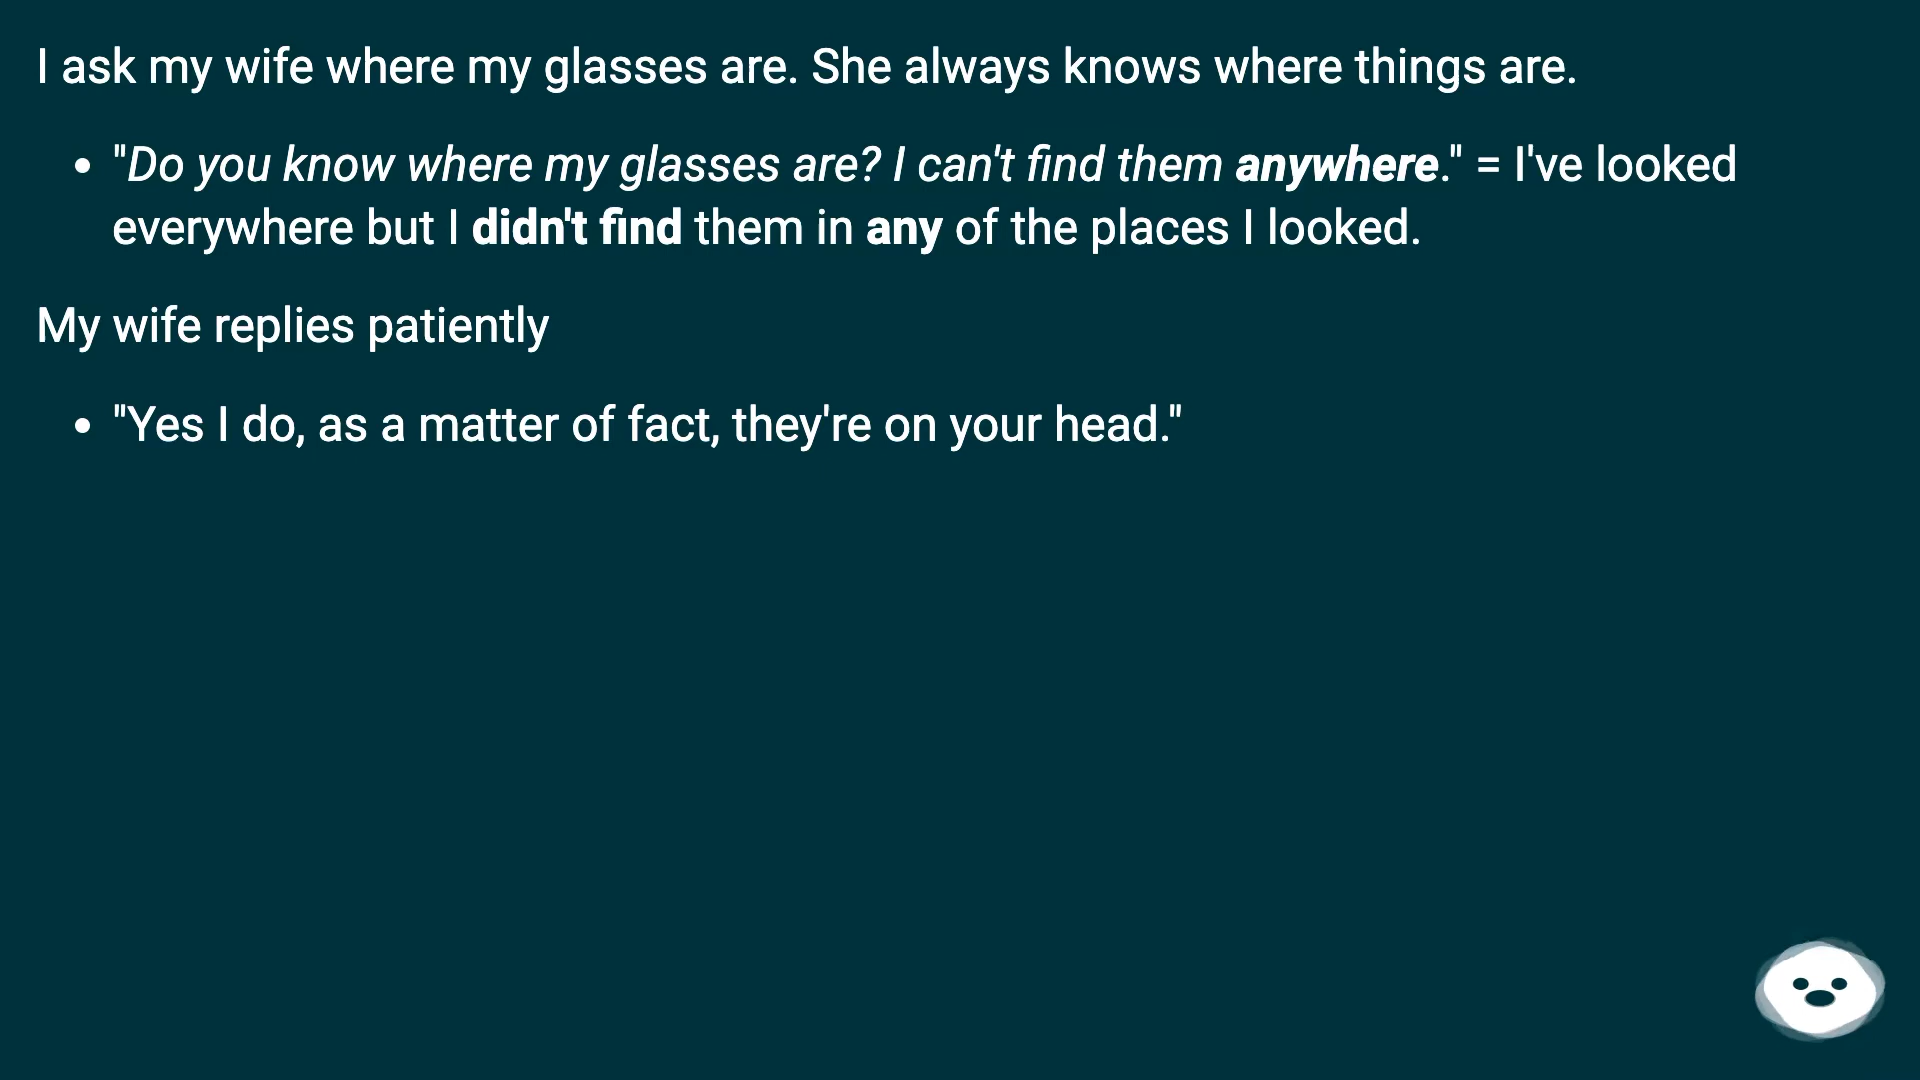 I ask my wife where my glasses are. She always knows where things are.
• "Do you know where my glasses are? I can't find them anywhere." = I've looked
everywhere but I didn't find them in any of the places I looked.
My wife replies patiently
• "Yes I do, as a matter of fact, they're on your head."